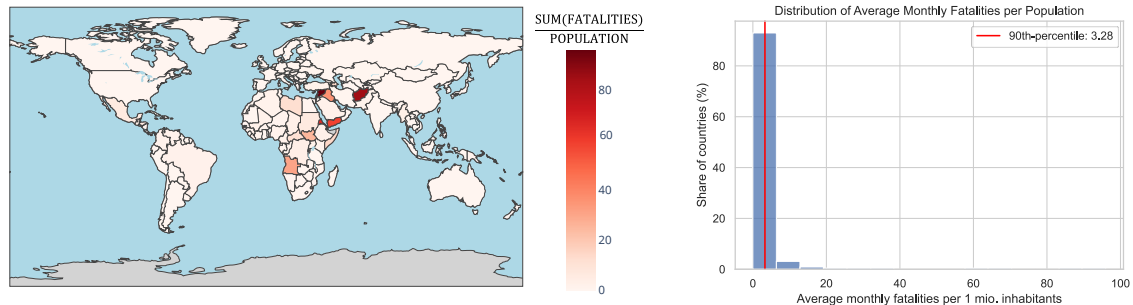 SUM(FATALITIES)
POPULATION
80
60
40
20
0
Distribution of Average Monthly Fatalities per Population
90th-percentile: 3.28
Share of countries (%)
80
60
40
20
0
0 20 40 60 80 100
Average monthly fatalities per 1 mio. inhabitants